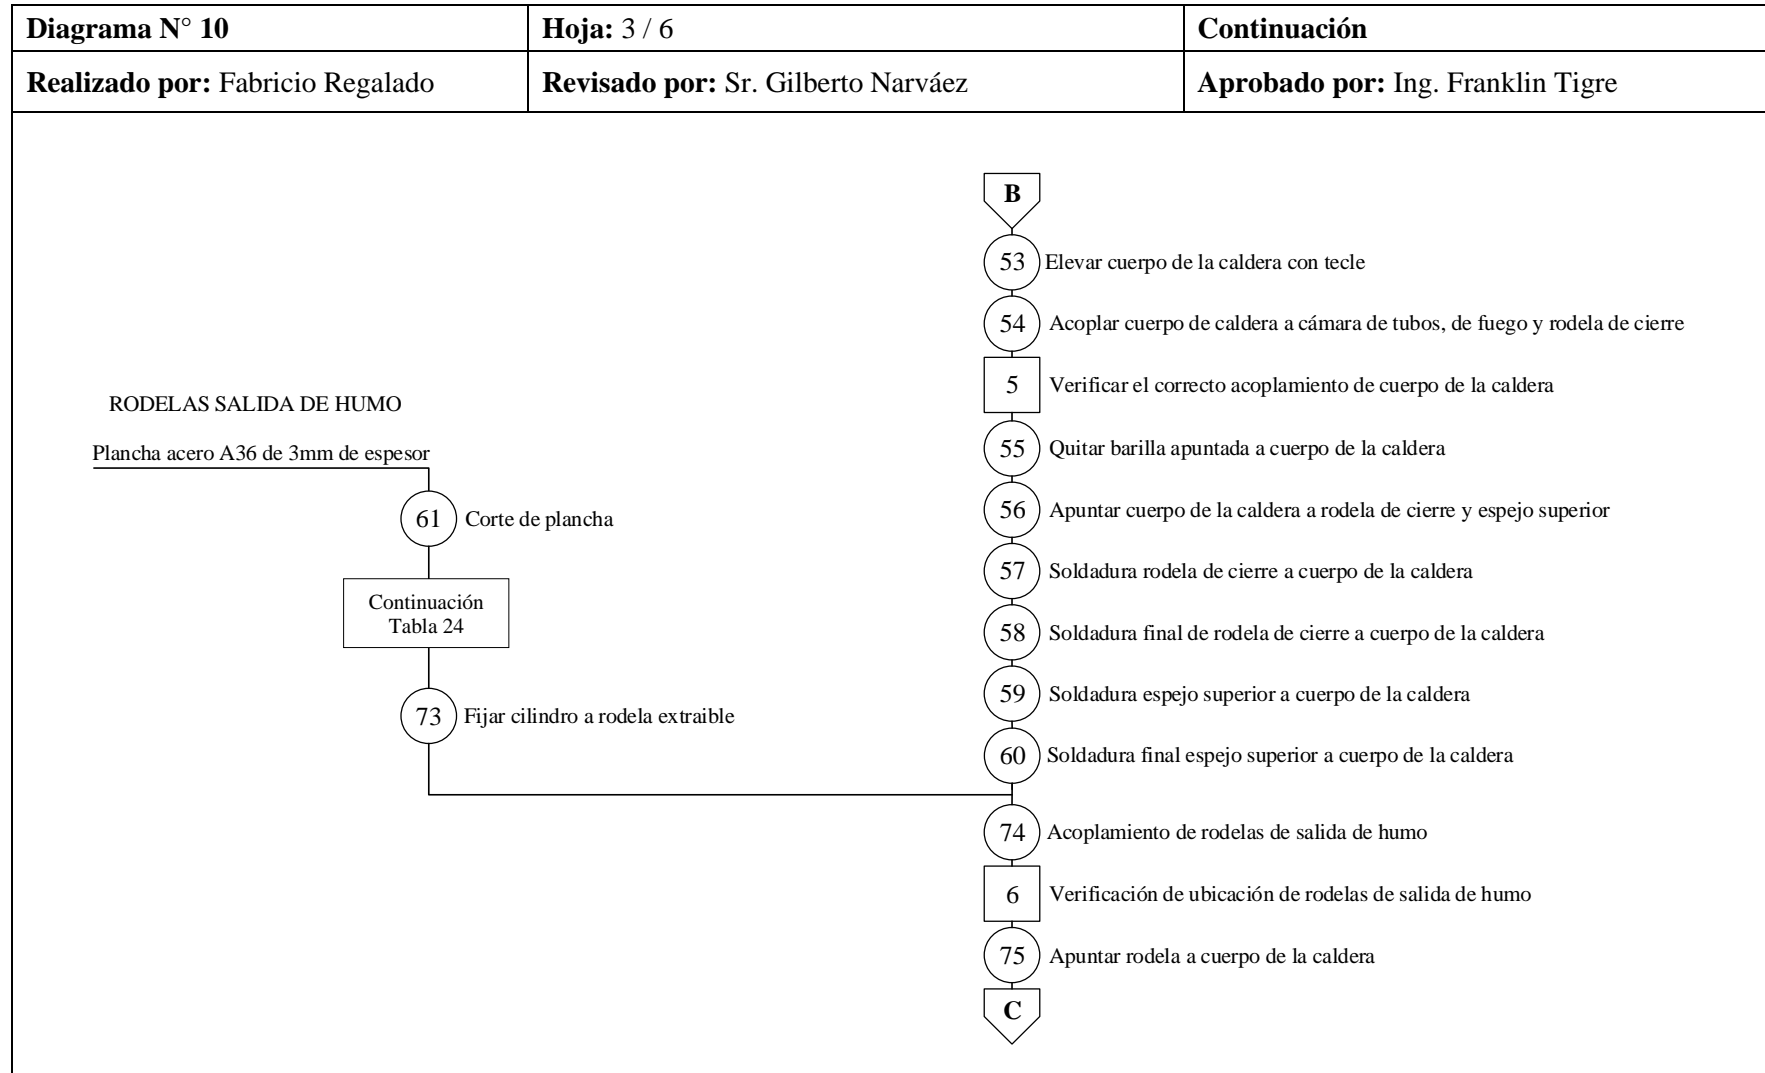 Diagrama N° 10
Hoja: 3 / 6
Continuación
Realizado por: Fabricio Regalado
Revisado por: Sr. Gilberto Narváez
Aprobado por: Ing. Franklin Tigre
B
53 Elevar cuerpo de la caldera con tecle
54 Acoplar cuerpo de caldera a cámara de tubos, de fuego y rodela de cierre
5 Verificar el correcto acoplamiento de cuerpo de la caldera
55 Quitar barilla apuntada a cuerpo de la caldera
56 Apuntar cuerpo de la caldera a rodela de cierre y espejo superior
57 Soldadura rodela de cierre a cuerpo de la caldera
58 Soldadura final de rodela de cierre a cuerpo de la caldera
59 Soldadura espejo superior a cuerpo de la caldera
60 Soldadura final espejo superior a cuerpo de la caldera
RODELAS SALIDA DE HUMO
Plancha acero A36 de 3mm de espesor
61 Corte de plancha
Continuación
Tabla 24
73 Fijar cilindro a rodela extraible
74 Acoplamiento de rodelas de salida de humo
6 Verificación de ubicación de rodelas de salida de humo
75 Apuntar rodela a cuerpo de la caldera
C